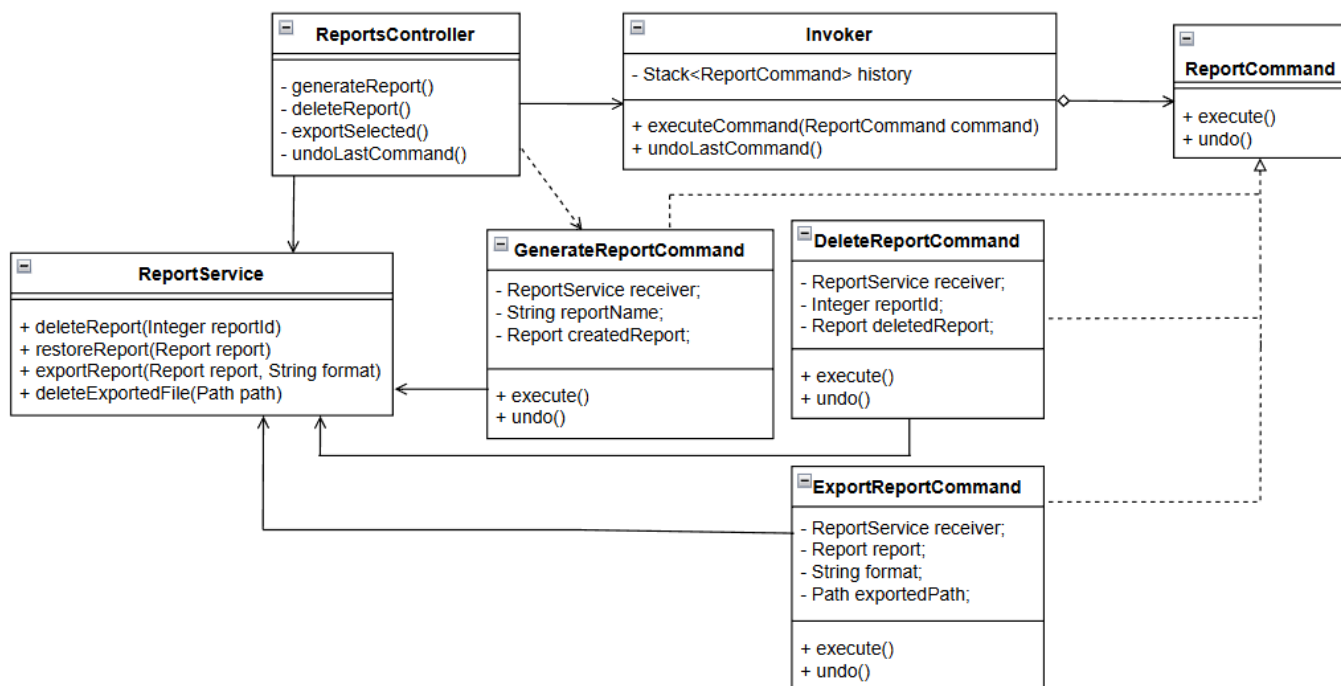 ReportsController
- generateReport()
- deleteReport()
- exportSelected()
- undoLastCommand()
Invoker
- Stack<ReportCommand> history
+ executeCommand(ReportCommand command)
+ undoLastCommand()
ReportCommand
+ execute()
+ undo()
ReportService
+ deleteReport(Integer reportId)
+ restoreReport(Report report)
+ exportReport(Report report, String format)
+ deleteExportedFile(Path path)
GenerateReportCommand
- ReportService receiver;
- String reportName;
- Report createdReport;
+ execute()
+ undo()
DeleteReportCommand
- ReportService receiver;
- Integer reportId;
- Report deletedReport;
+ execute()
+ undo()
ExportReportCommand
- ReportService receiver;
- Report report;
- String format;
- Path exportedPath;
+ execute()
+ undo()